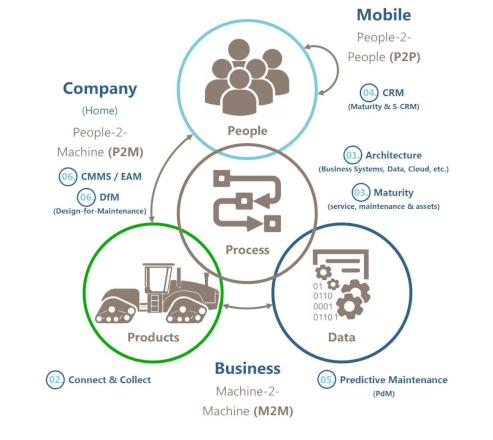 Mobile
People-2-
People (P2P)
04. CRM
(Maturity & S-CRM)
Company
(Home)
People-2-
Machine (P2M)
06. CMMS / EAM
06. DfM
(Design-for-Maintenance)
People
01. Architecture
(Business Systems, Data, Cloud, etc.)
03. Maturity
(service, maintenance & assets)
Process
Products
01
0110
0001
01101
Data
02. Connect & Collect
Business
Machine-2-
Machine (M2M)
05. Predictive Maintenance
(PdM)